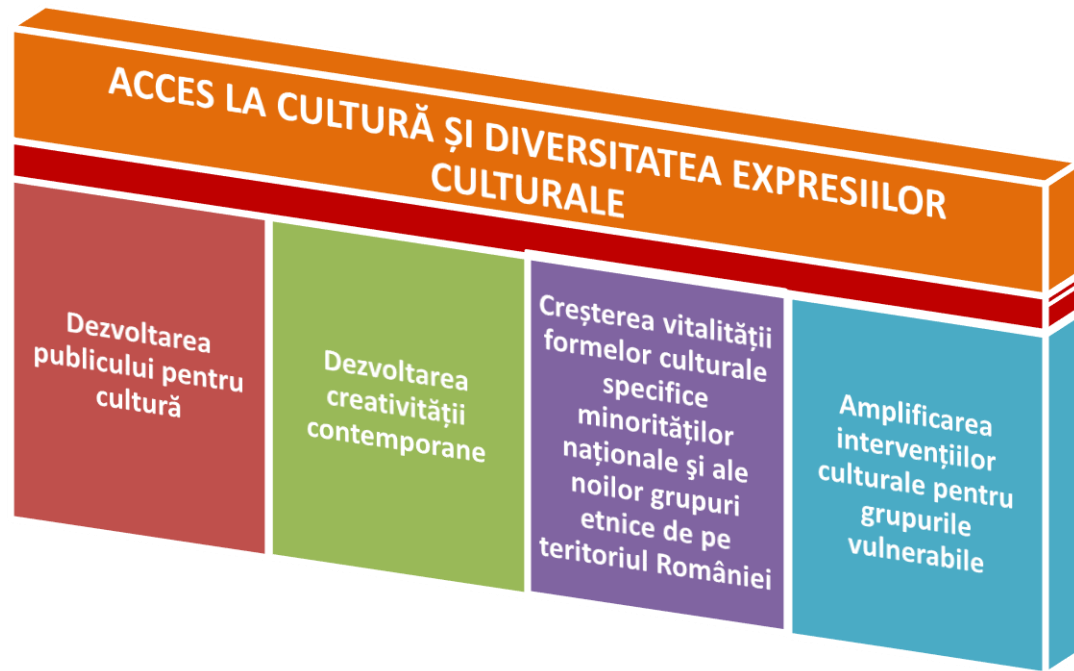 ACCES LA CULTURĂ ȘI DIVERSITATEA EXPRESIILOR
CULTURALE
Dezvoltarea
publicului pentru
cultură
Dezvoltarea
creativității
contemporane
Creșterea vitalității
formelor culturale
specifice
minorităților
naționale şi ale
noilor grupuri
etnice de pe
teritoriul României
Amplificarea
intervențiilor
culturale pentru
grupurile
vulnerabile